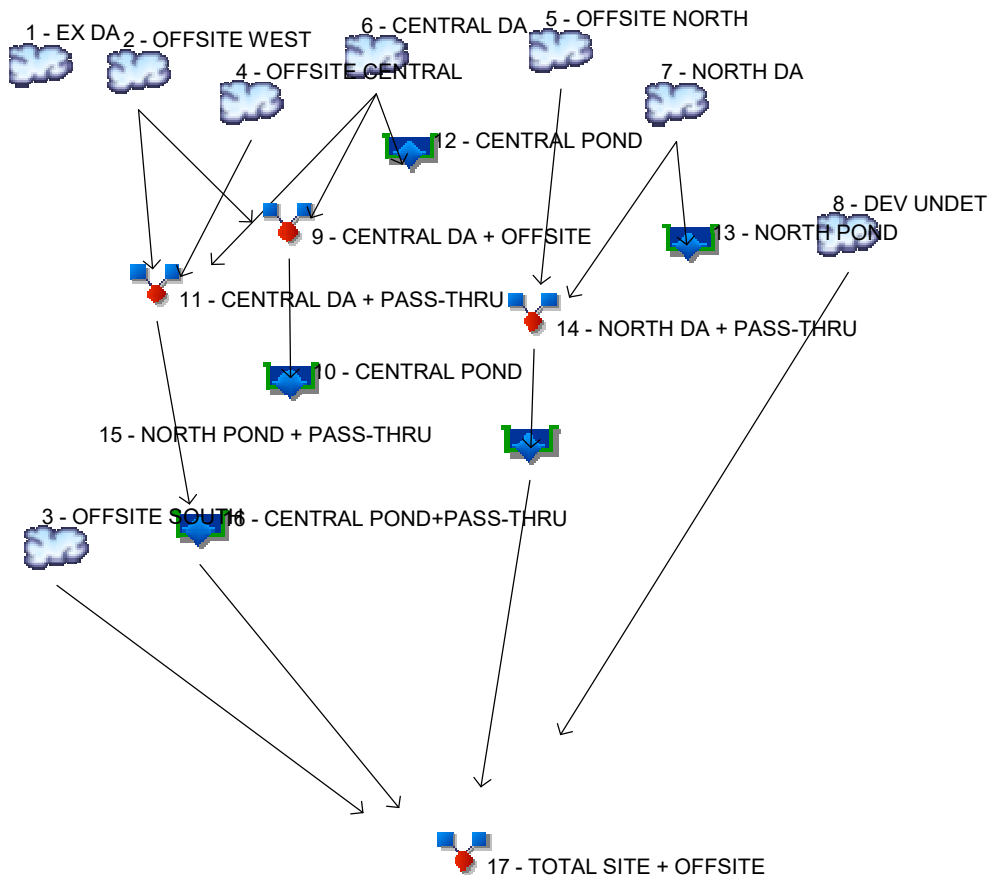 1 - EX DA
2 - OFFSITE WEST
6 - CENTRAL DA
5 - OFFSITE NORTH
4 - OFFSITE CENTRAL
7 - NORTH DA
12 - CENTRAL POND
8 - DEV UNDET
9 - CENTRAL DA + OFFSITE
13 - NORTH POND
11 - CENTRAL DA + PASS-THRU
14 - NORTH DA + PASS-THRU
10 - CENTRAL POND
15 - NORTH POND + PASS-THRU
3 - OFFSITE SOUTH
16 - CENTRAL POND+PASS-THRU
17 - TOTAL SITE + OFFSITE